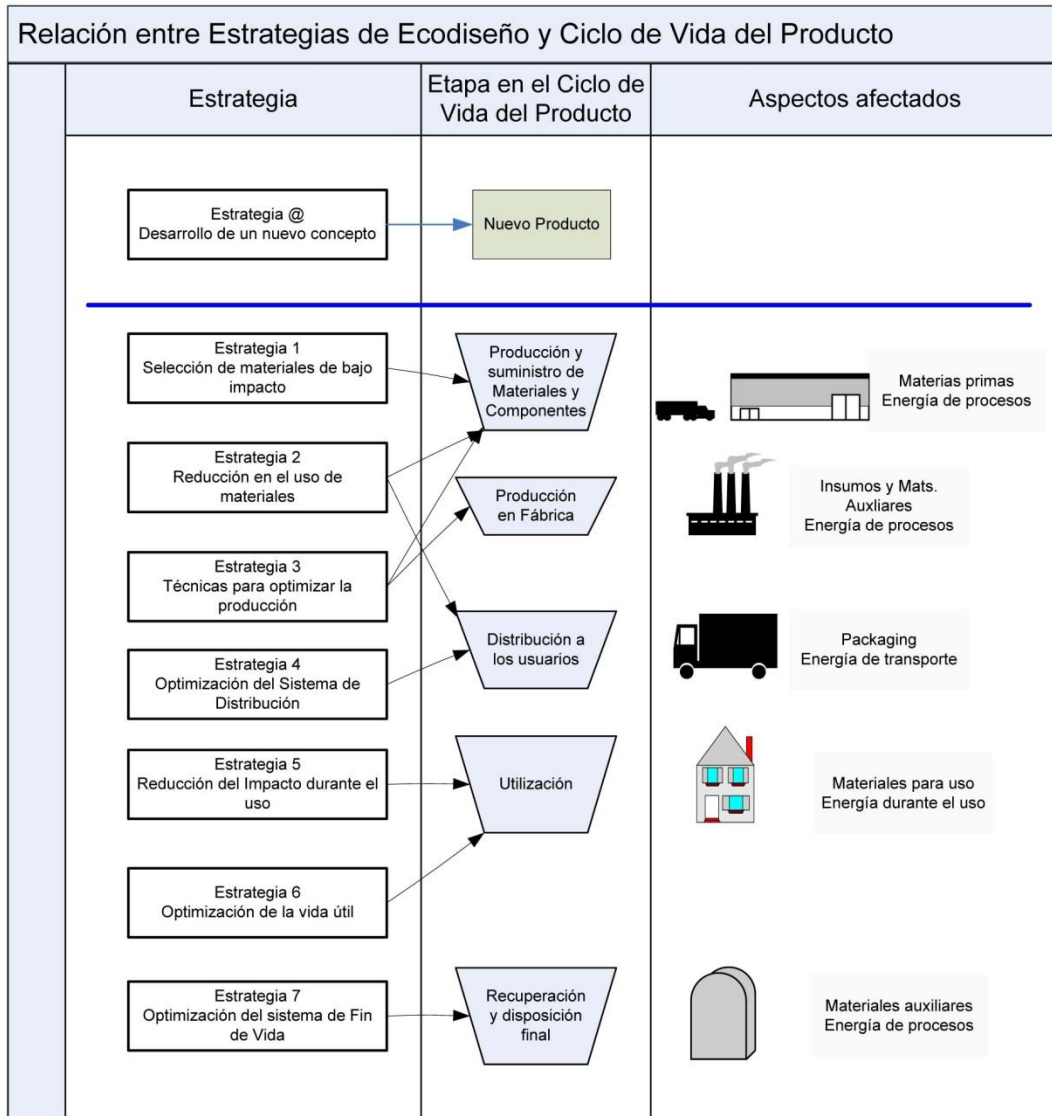 Relación entre Estrategias de Ecodiseño y Ciclo de Vida del Producto
Estrategia
Etapa en el Ciclo de
Vida del Producto
Aspectos afectados
Estrategia @
Desarrollo de un nuevo concepto
Nuevo Producto
Estrategia 1
Selección de materiales de bajo
impacto
Producción y
suministro de
Materiales y
Componentes
Materias primas
Energía de procesos
Estrategia 2
Reducción en el uso de
materiales
Producción
en Fábrica
Insumos y Mats.
Auxliares
Energía de procesos
Estrategia 3
Técnicas para optimizar la
producción
Distribución a
los usuarios
Packaging
Energía de transporte
Estrategia 4
Optimización del Sistema de
Distribución
Estrategia 5
Reducción del Impacto durante el
uso
Utilización
Materiales para uso
Energía durante el uso
Estrategia 6
Optimización de la vida útil
Estrategia 7
Optimización del sistema de Fin
de Vida
Recuperación
y disposición
final
Materiales auxiliares
Energía de procesos